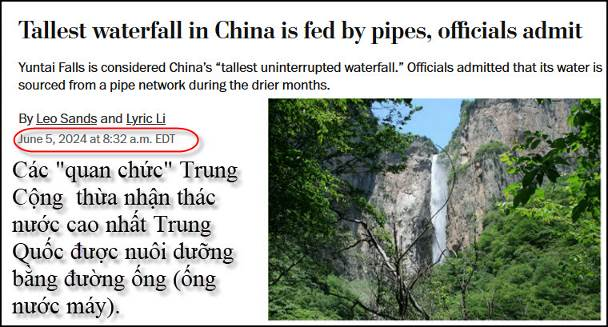 Tallest waterfall in China is fed by pipes, officials admit
Yuntai Falls is considered China's “tallest uninterrupted waterfall.” Officials admitted that its water is
sourced from a pipe network during the drier months.
By Leo Sands and Lyric Li
June 5, 2024 at 8:32 a.m. EDT
Các "quan chức" Trung
Cộng thừa nhận thác
nước cao nhất Trung
Quốc được nuôi dưỡng
bằng đường ống (ống
nước máy).